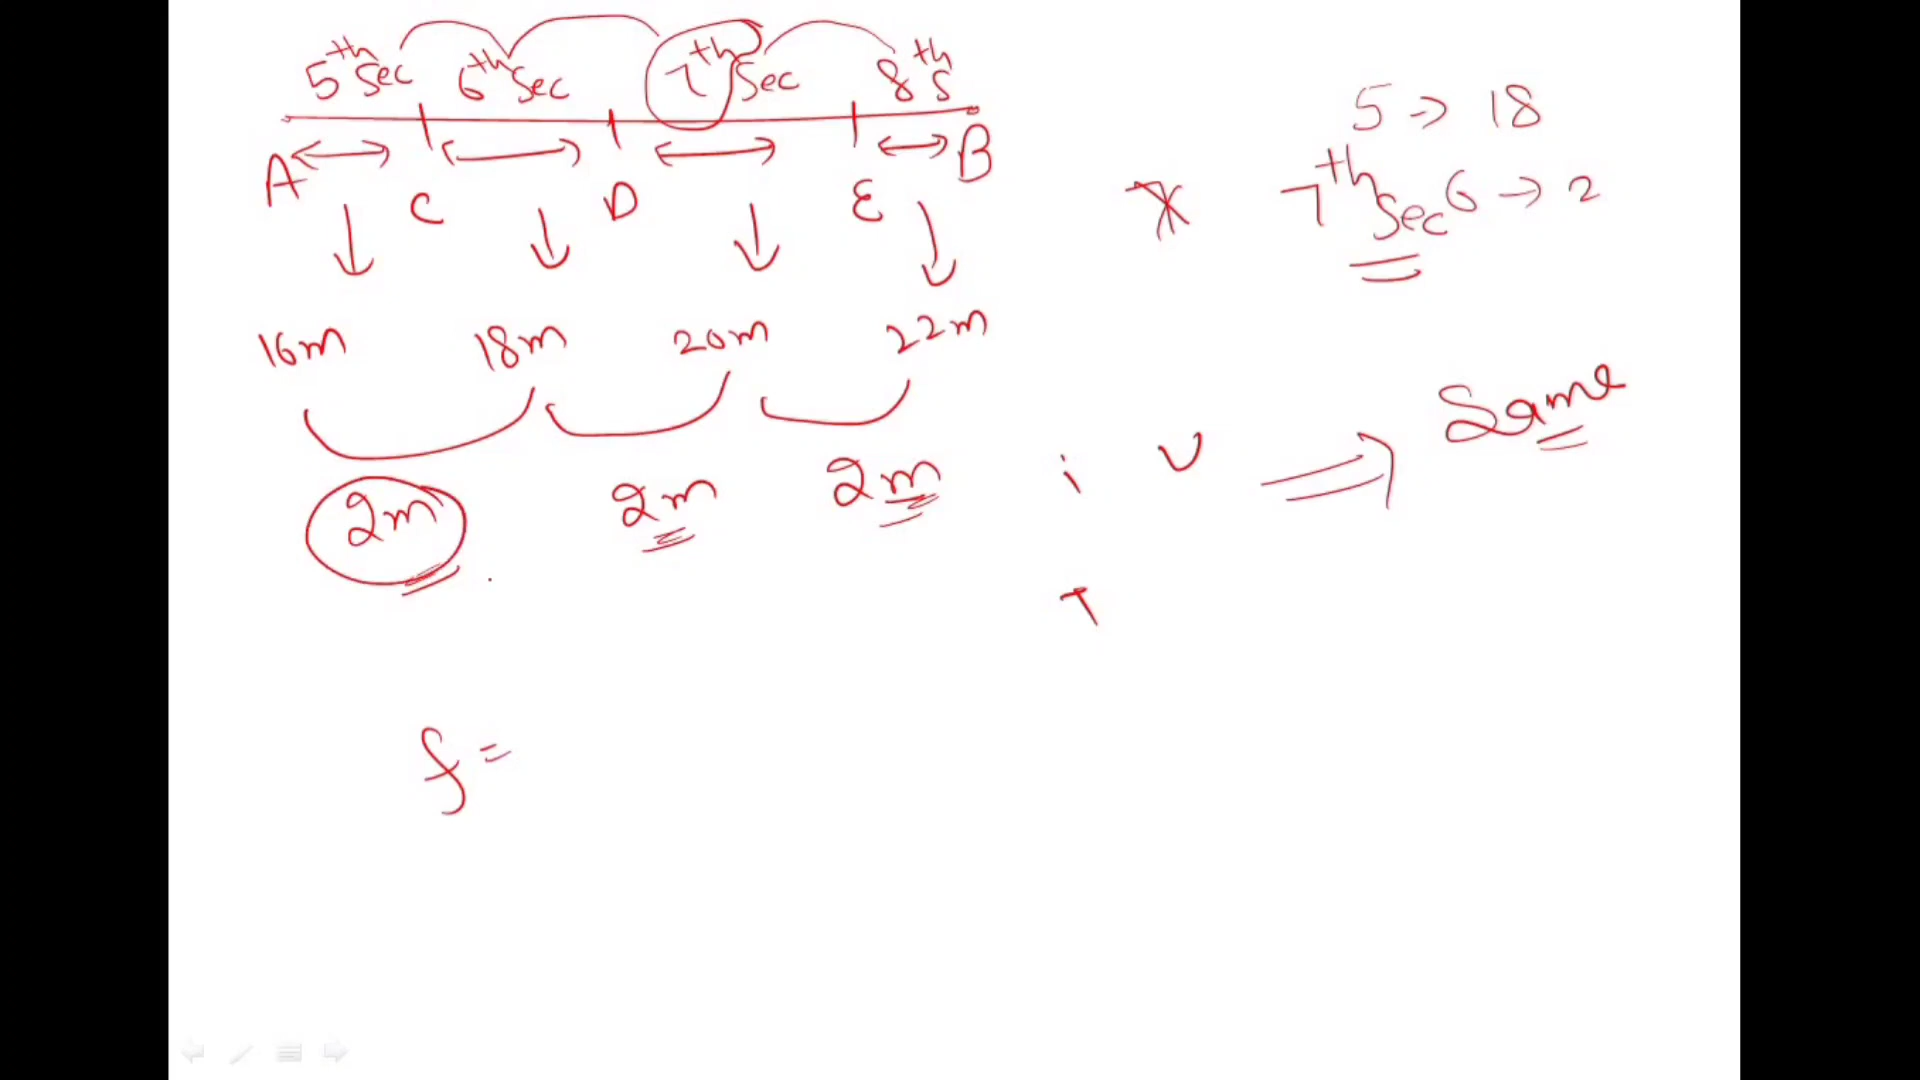 5th Sec 6th Sec 7th Sec 8th S
A C D E B
16m 18m 20m 22m
2m 2m 2m
5 → 18
7th Sec 6 → 2
i U ⇒ Same
f =